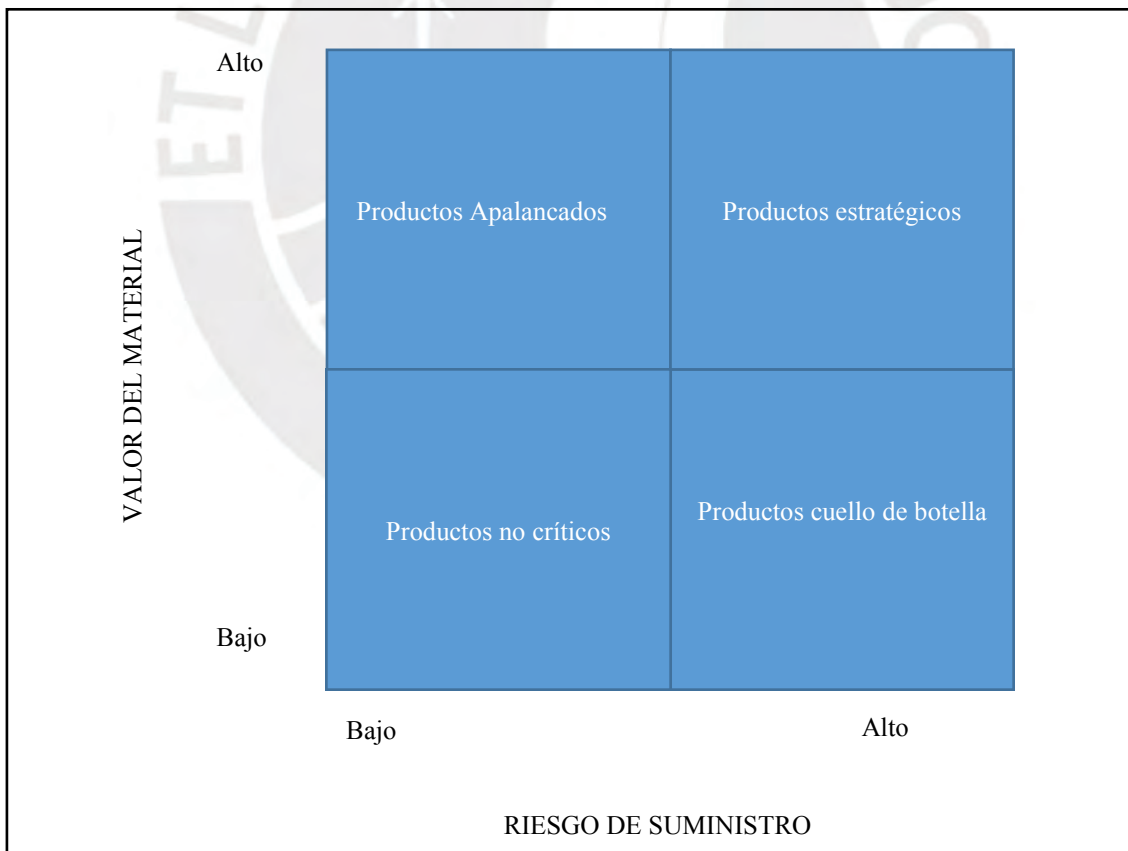 ET L
Alto
Productos Apalancados
Productos estratégicos
VALOR DEL MATERIAL
Productos no críticos
Productos cuello de botella
Bajo
Bajo
Alto
RIESGO DE SUMINISTRO